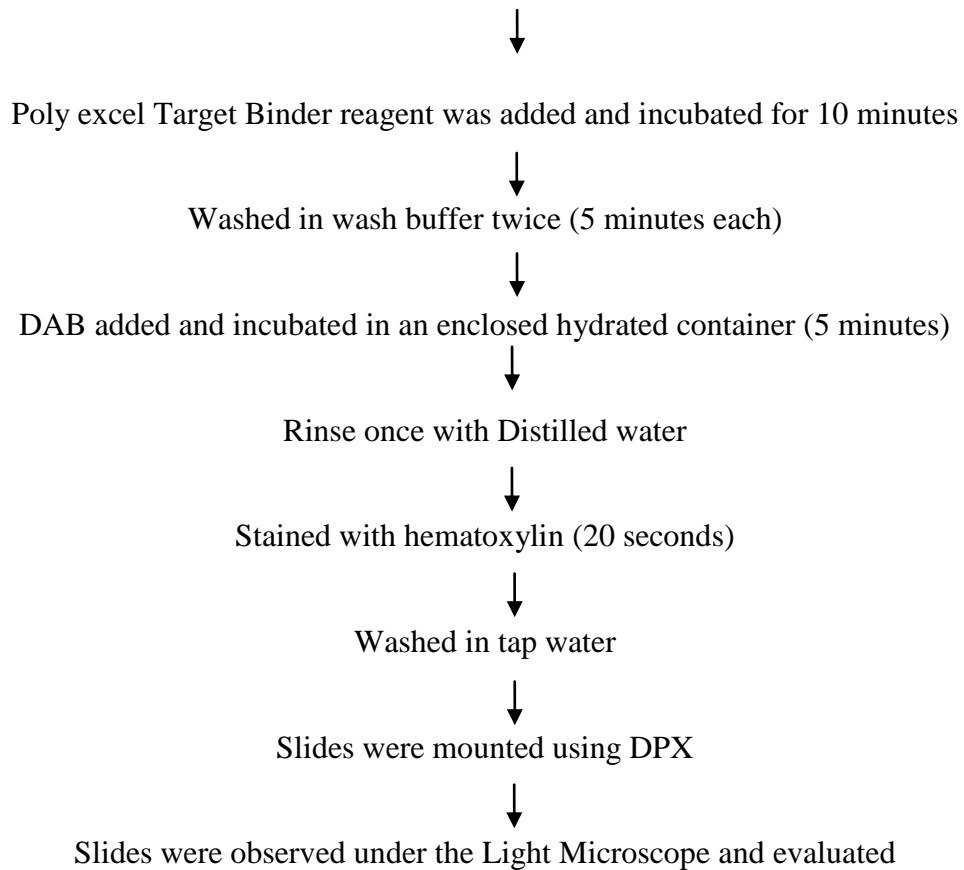 Poly excel Target Binder reagent was added and incubated for 10 minutes
Washed in wash buffer twice (5 minutes each)
DAB added and incubated in an enclosed hydrated container (5 minutes)
Rinse once with Distilled water
Stained with hematoxylin (20 seconds)
Washed in tap water
Slides were mounted using DPX
Slides were observed under the Light Microscope and evaluated